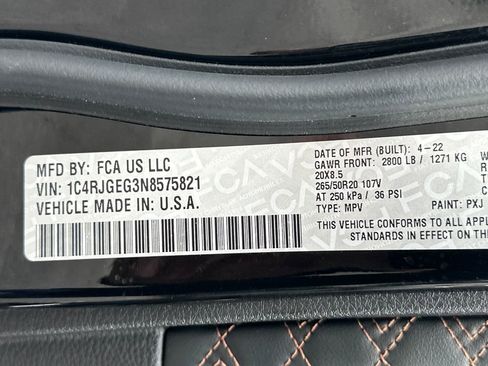 MFD BY: FCA US LLC
VIN: 1C4RJGEG3N8575821
VEHICLE MADE IN: U.S.A.
DATE OF MFR (BUILT): 4-22
GAWR FRONT: 2800 LB / 1271 KG
20X8.5
265/50R20 107V
AT 250 kPa / 36 PSI
TYPE: MPV
PAINT: PXJ
THIS VEHICLE CONFORMS TO ALL APPLICABLE
STANDARDS IN EFFECT ON THE